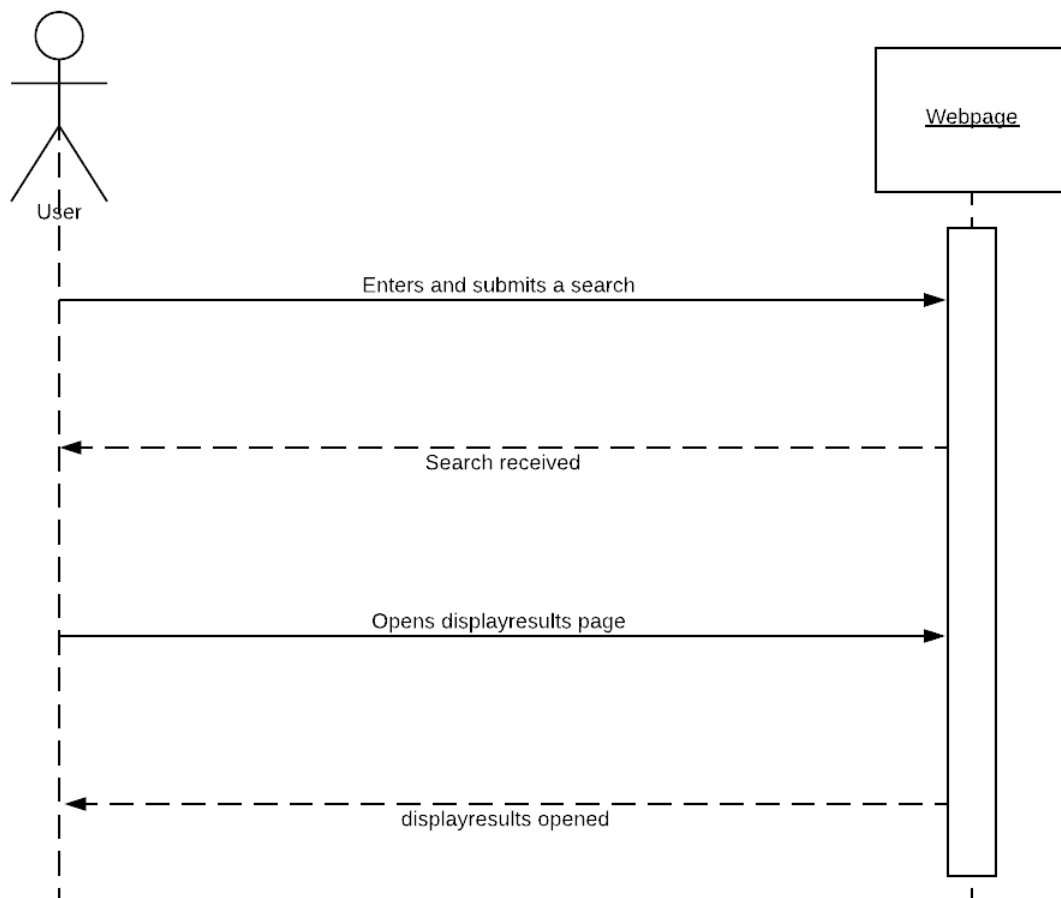 Webpage
User
Enters and submits a search
Search received
Opens displayresults page
displayresults opened